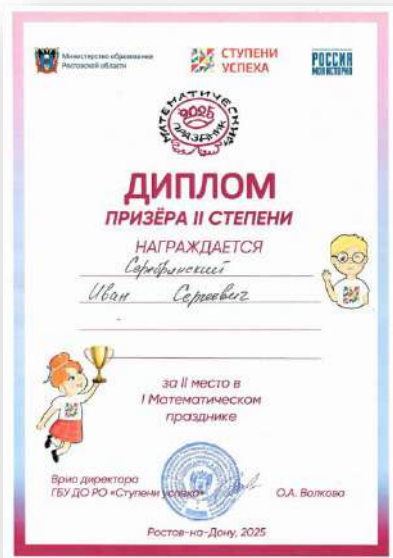 Министерство образования
Ростовской области
СТУПЕНИ
УСПЕХА
РОССИЯ
МОЯ ИСТОРИЯ
МАТЕМАТИЧЕСКИЙ
2025
ПРАЗДНИК
ДИПЛОМ
ПРИЗЁРА II СТЕПЕНИ
НАГРАЖДАЕТСЯ
Серебрянский
Иван Сергеевич
за II место в
I Математическом
празднике
Врио директора
ГБУ ДО РО «Ступени успеха»
О.А. Волкова
Ростов-на-Дону, 2025